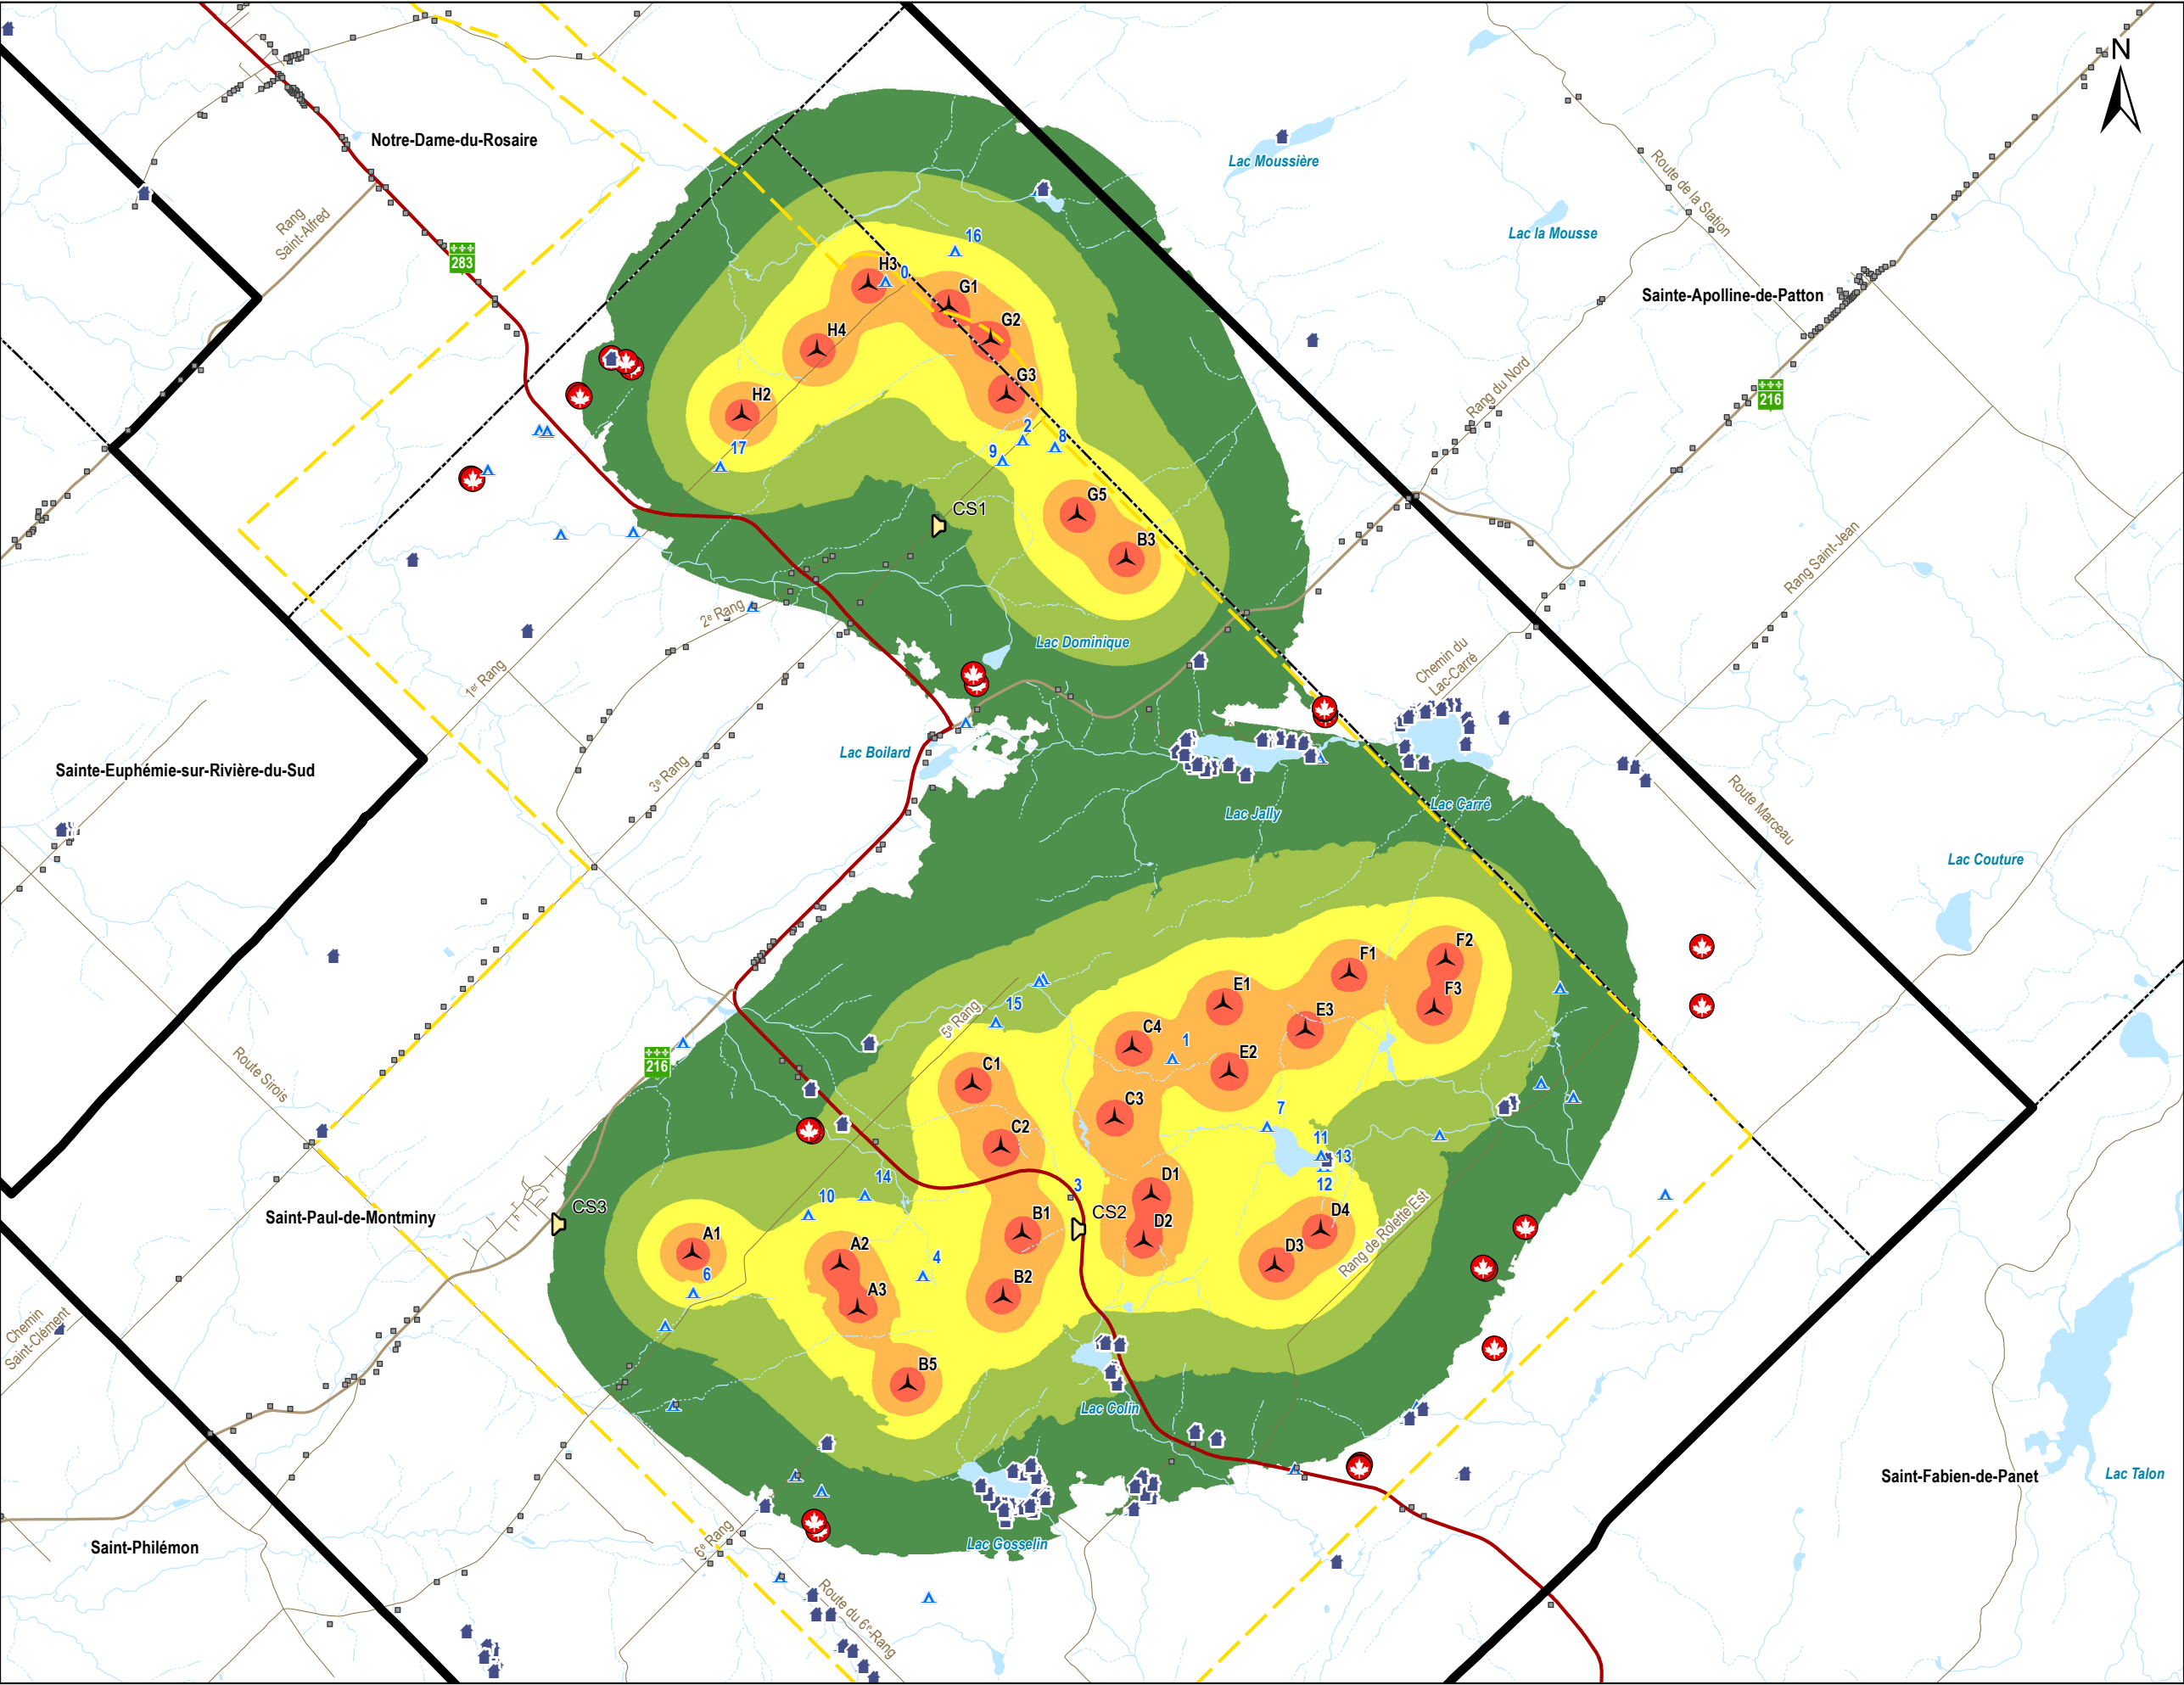 N
Notre-Dame-du-Rosaire
Lac Moussière
Route de la Station
Rang
Saint-Alfred
Lac la Mousse
16
283
H3
0
G1
Sainte-Apolline-de-Patton
G2
H4
G3
Rang du Nord
216
H2
2
8
17
9
G5
CS1
B3
Rang Saint-Jean
2e Rang
Lac Dominique
1er Rang
Chemin du
Lac-Carré
Lac Boilard
Sainte-Euphémie-sur-Rivière-du-Sud
3e Rang
Lac Jally
Lac Carré
Route Marceau
Lac Couture
F2
F1
E1
F3
15
5e Rang
E3
C4
1
E2
216
Route Sirois
C1
C3
7
C2
11
13
D1
12
14
3
10
CS3
Saint-Paul-de-Montminy
B1
CS2
D2
D4
A1
A2
4
D3
Rang de Rolette Est
6
A3
B2
Chemin
Saint-Clément
B5
Lac Colin
Saint-Fabien-de-Panet
Lac Talon
Saint-Philémon
6e Rang
Lac Gosselin
Route du 6e-Rang